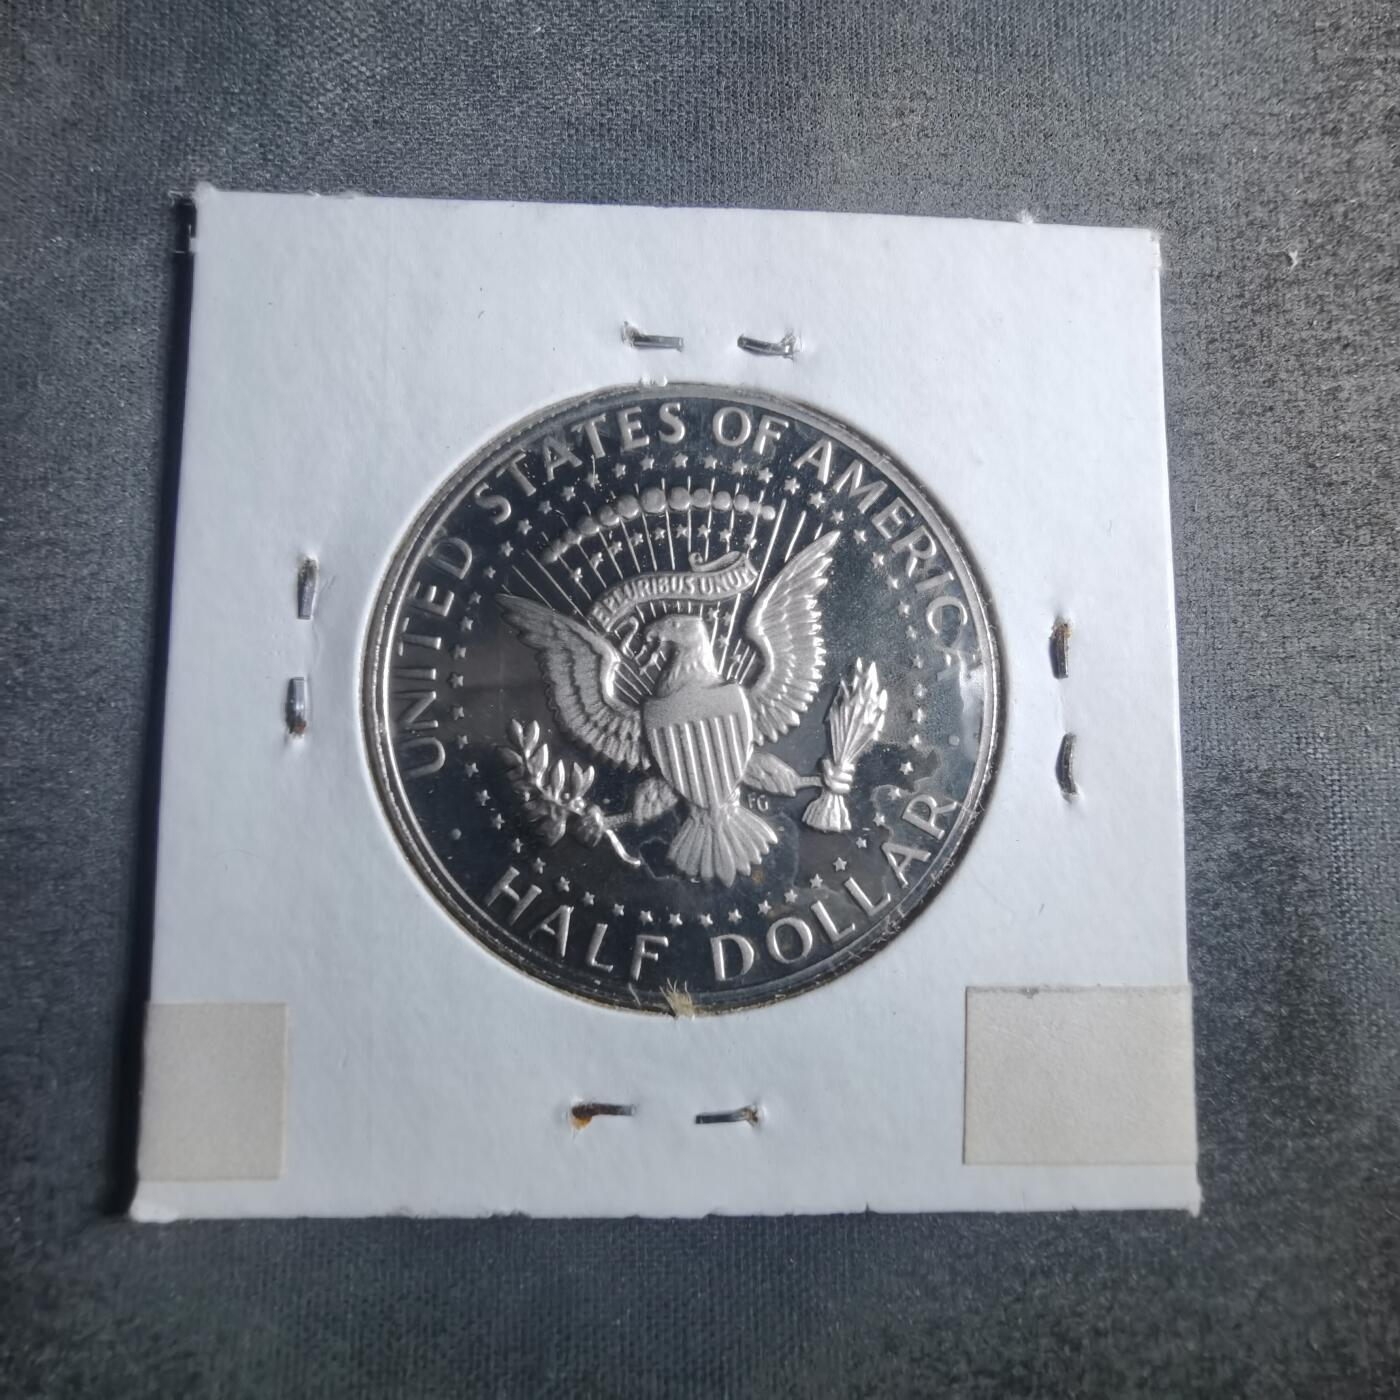 UNITED STATES OF AMERICA
E PLURIBUS UNUM
FG
HALF DOLLAR